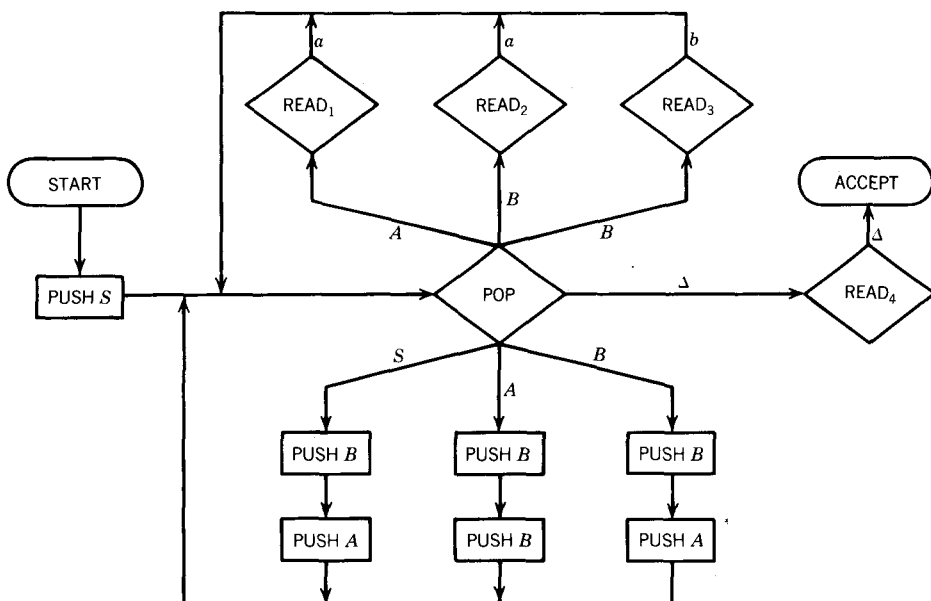 a a b
READ₁ READ₂ READ₃
START ACCEPT
B Δ
A B
PUSH S POP Δ READ₄
S B
A
PUSH B PUSH B PUSH B
PUSH A PUSH B PUSH A